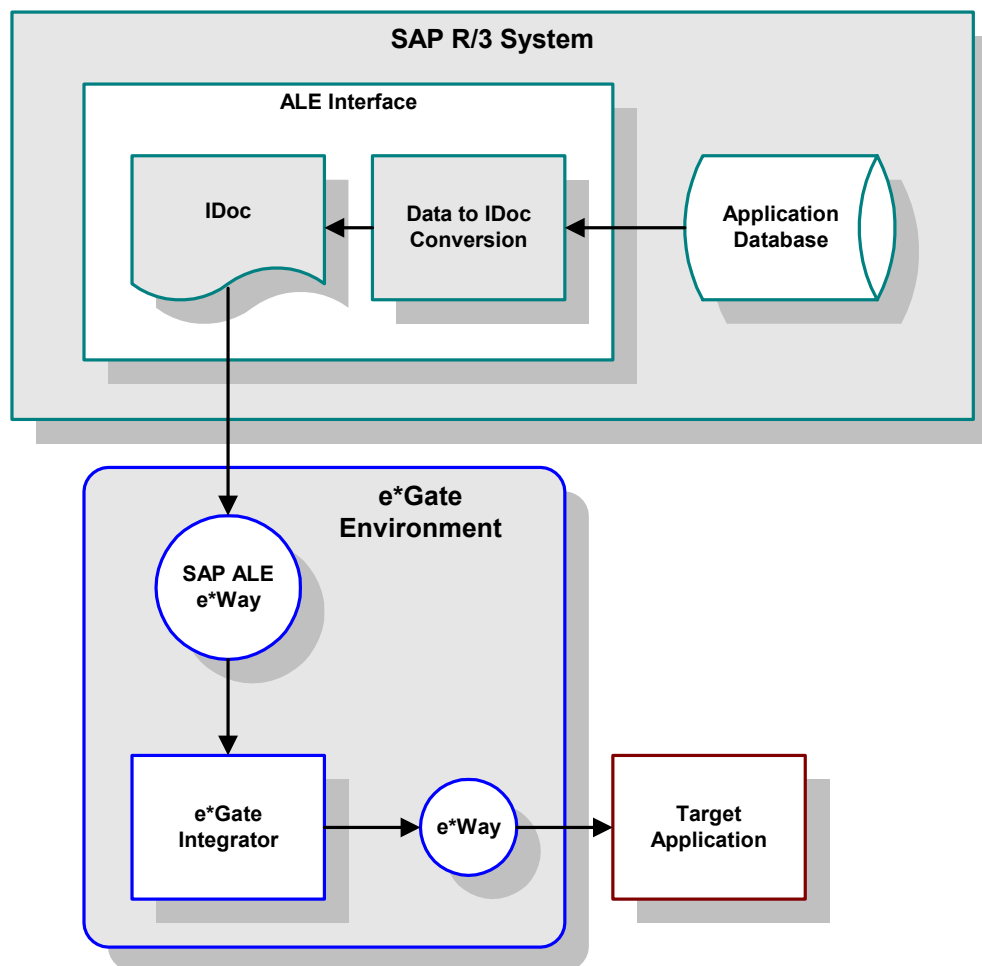 SAP R/3 System
ALE Interface
IDoc
Data to IDoc
Conversion
Application
Database
e*Gate
Environment
SAP ALE
e*Way
e*Gate
Integrator
e*Way
Target
Application